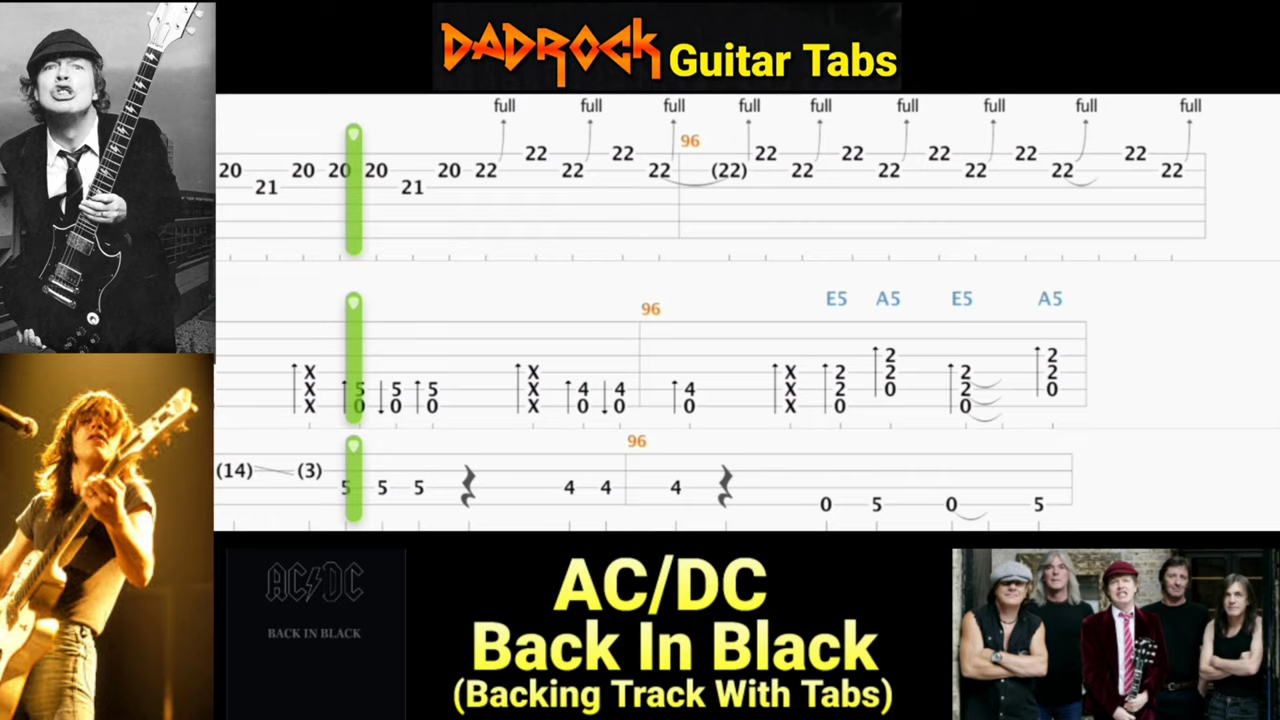 DADROCK Guitar Tabs
full full full full full full full full full
96
22 22 22 22 22 22 22
20 20 20 20 20 22 22 22 (22) 22 22 22 22 22
21 21
E5 A5 E5 A5
96
2 2
X X X 2 2 2 2
X 5 5 5 X 4 4 4 X 2 0 2 0
X 0 0 0 X 0 0 0 X 0 0
96
(14) (3)
5 5 5 4 4 4
0 5 0 5
AC/DC
BACK IN BLACK
AC/DC
Back In Black
(Backing Track With Tabs)